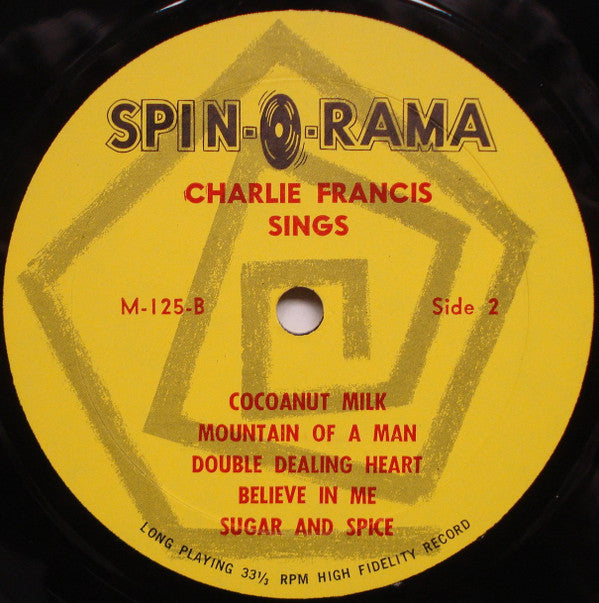 SPIN-O-RAMA
CHARLIE FRANCIS
SINGS
M-125-B
Side 2
COCOANUT MILK
MOUNTAIN OF A MAN
DOUBLE DEALING HEART
BELIEVE IN ME
SUGAR AND SPICE
LONG PLAYING 33⅓ RPM HIGH FIDELITY RECORD